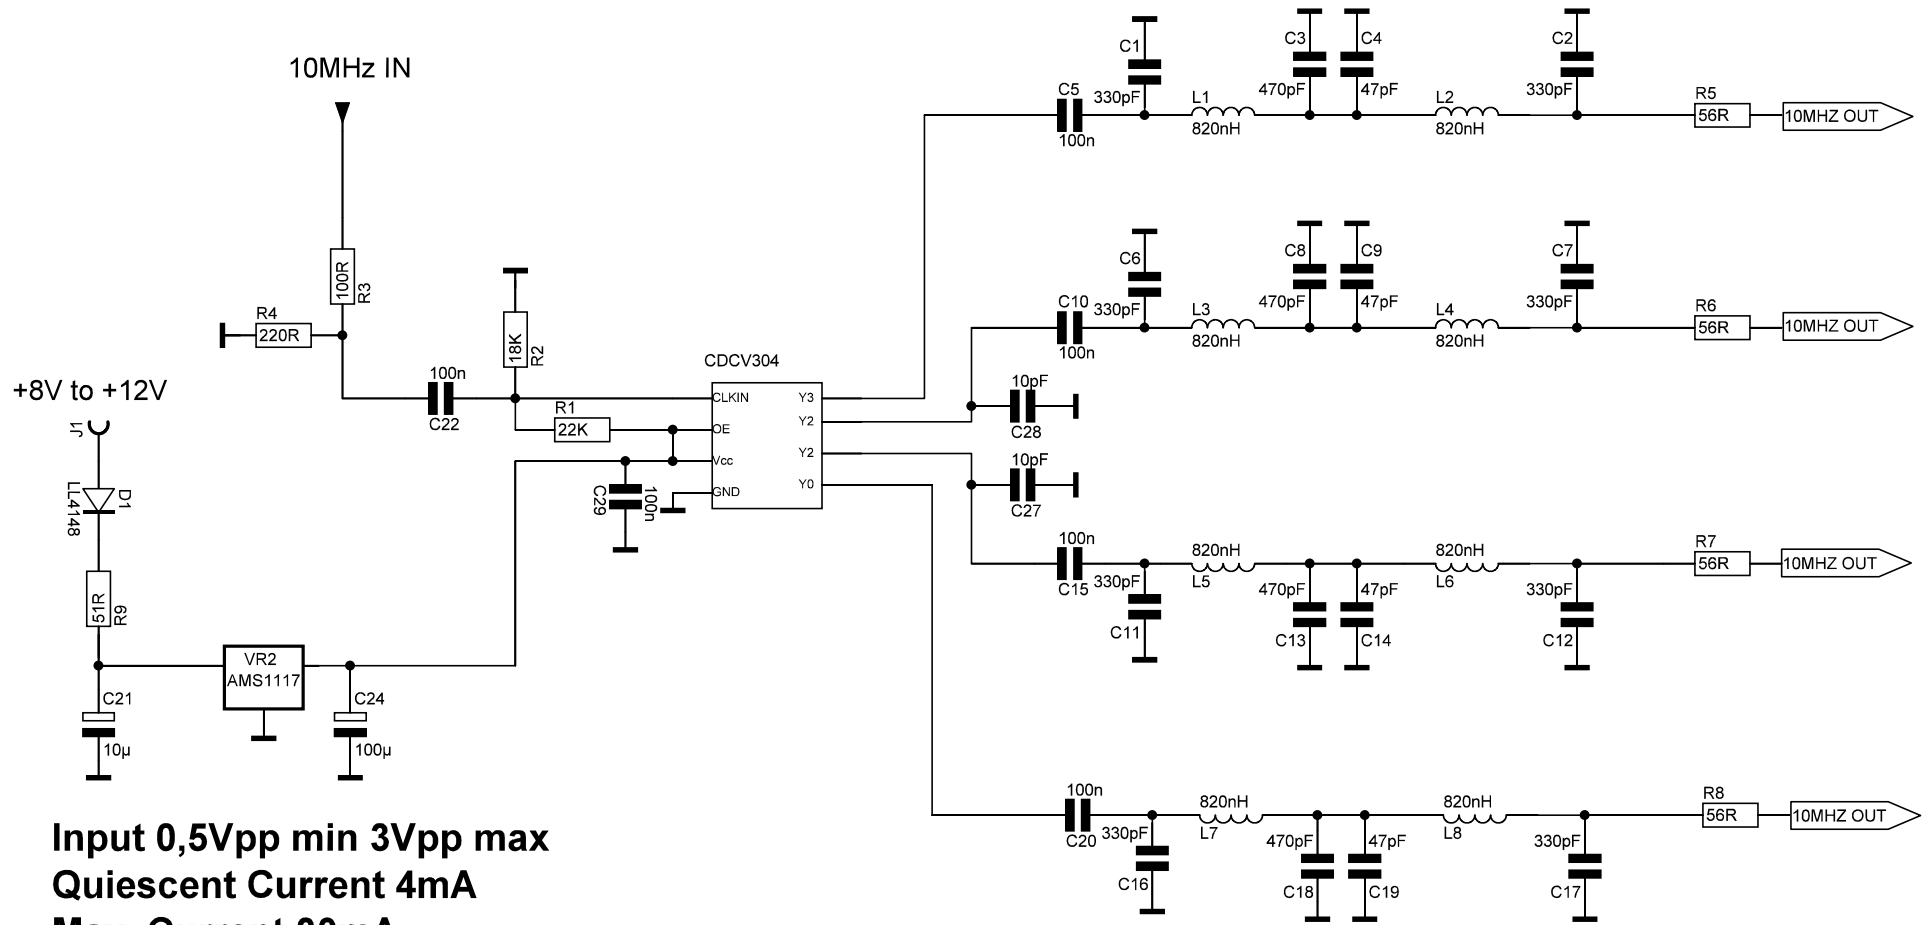 10MHz IN
100R
R3
R4
220R
18K
R2
100n
C22
R1
22K
CDCV304
CLKIN
OE
Vcc
GND
Y3
Y2
Y2
Y0
C29
100n
+8V to +12V
J1
D1
LL4148
51R
R9
VR2
AMS1117
C21
10µ
C24
100µ
C5
100n
C1
330pF
L1
820nH
C3
470pF
C4
47pF
L2
820nH
C2
330pF
R5
56R
10MHZ OUT
C10
100n
C6
330pF
L3
820nH
C8
470pF
C9
47pF
L4
820nH
C7
330pF
R6
56R
10MHZ OUT
10pF
C28
10pF
C27
100n
C15
330pF
C11
820nH
L5
470pF
C13
47pF
C14
820nH
L6
330pF
C12
R7
56R
10MHZ OUT
100n
C20
330pF
C16
820nH
L7
470pF
C18
47pF
C19
820nH
L8
330pF
C17
R8
56R
10MHZ OUT
Input 0,5Vpp min 3Vpp max
Quiescent Current 4mA